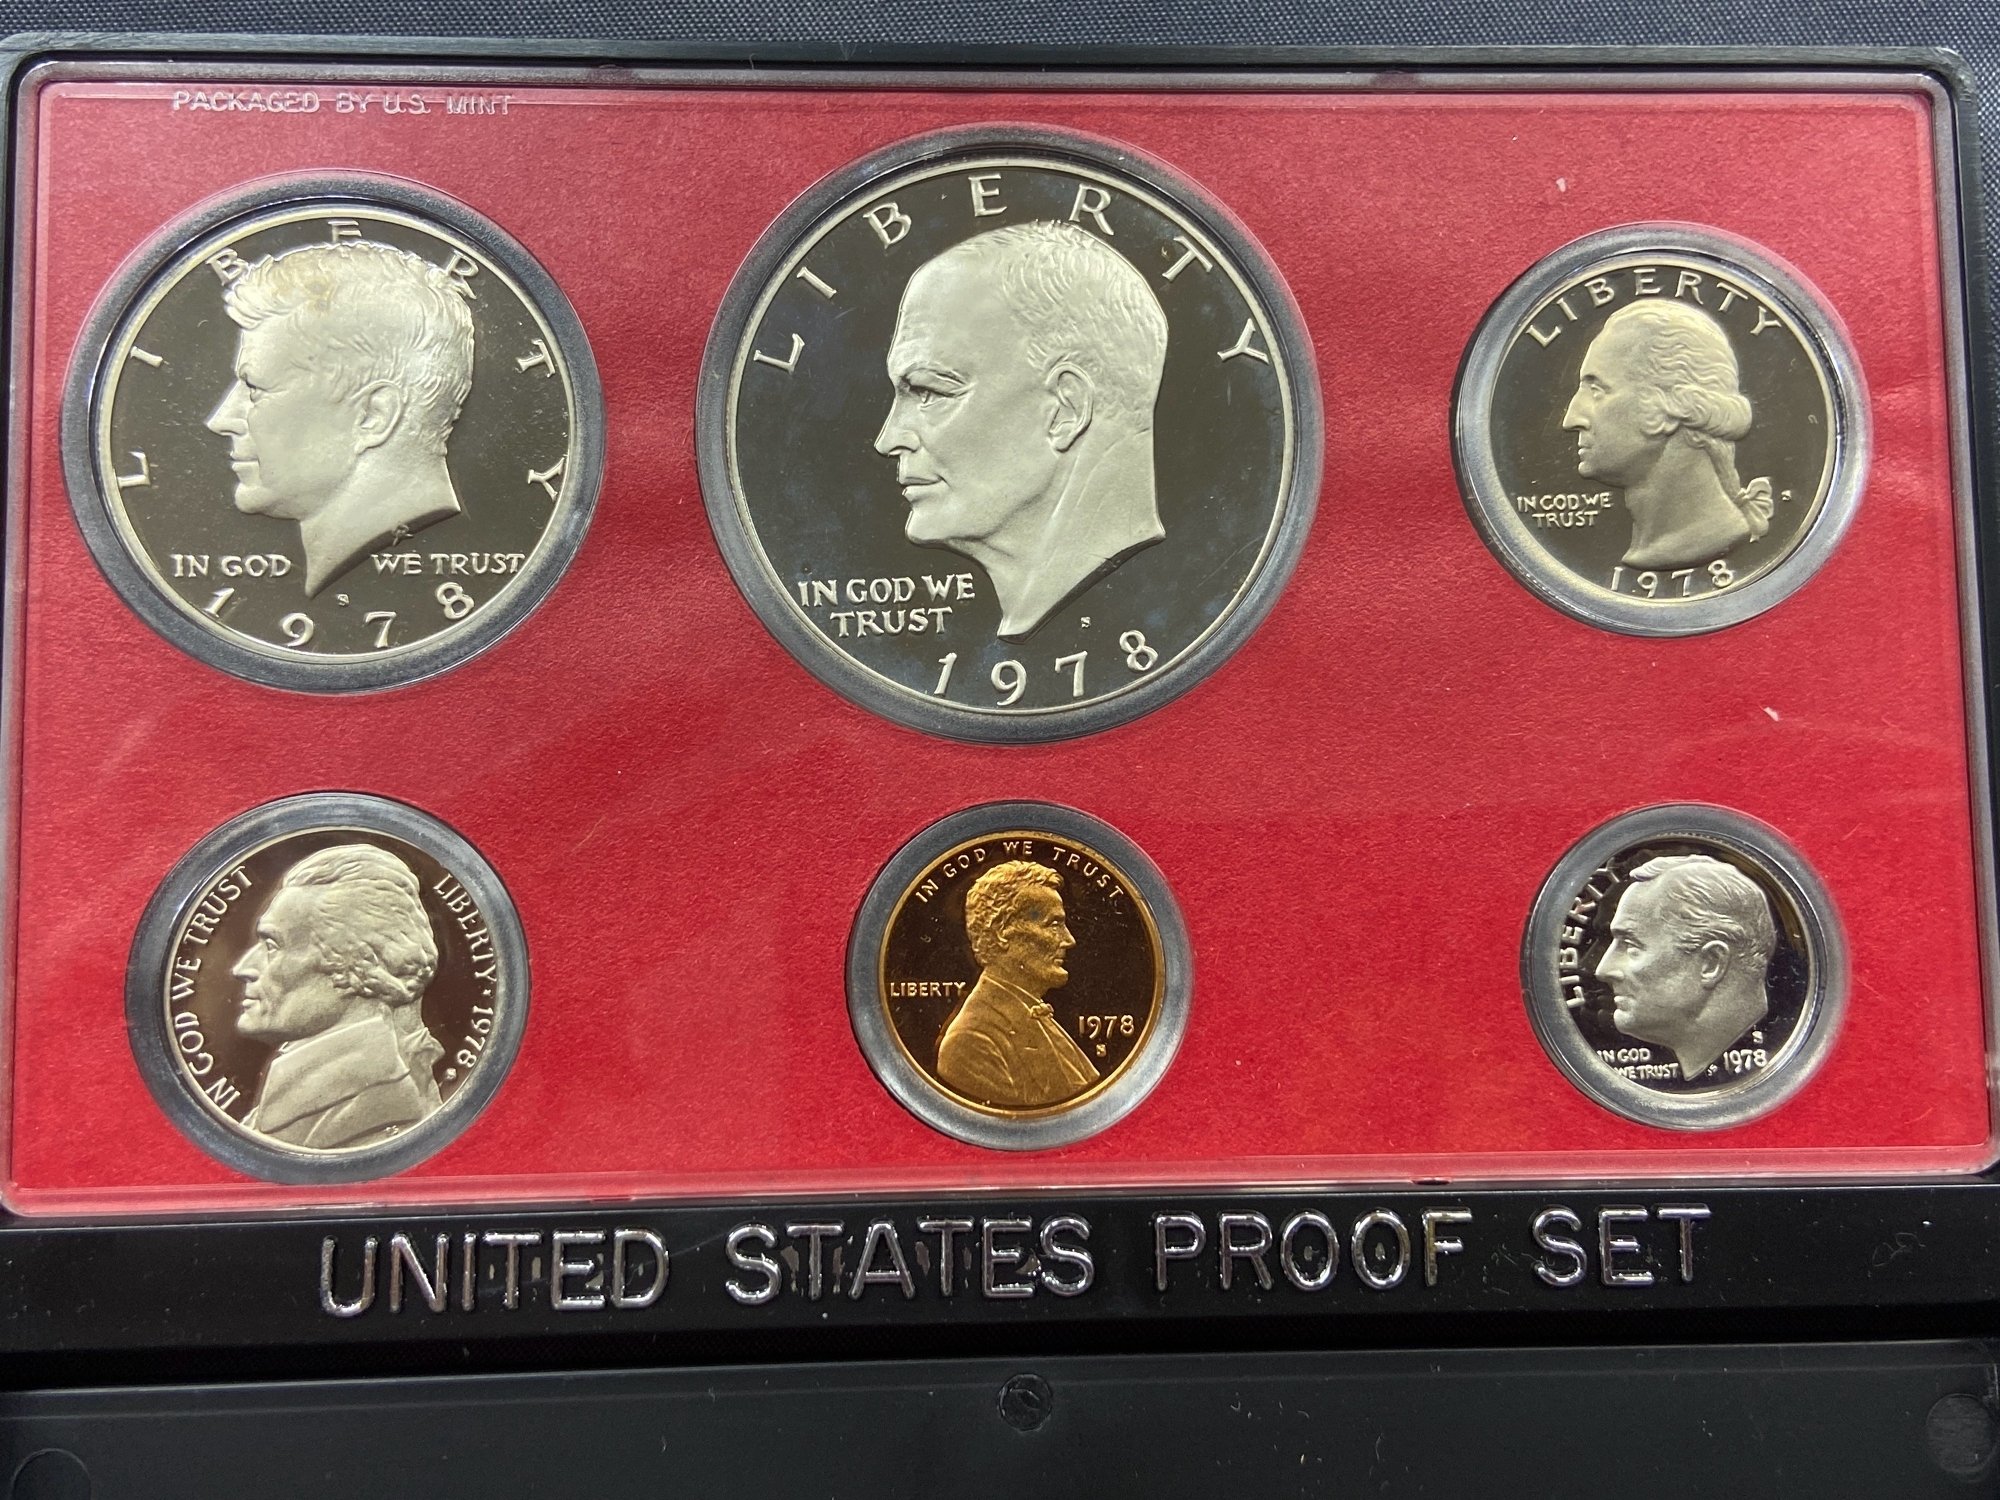 PACKAGED BY U.S. MINT
LIBERTY
IN GOD WE TRUST
S
1978
LIBERTY
IN GOD WE
TRUST
S
1978
LIBERTY
IN GOD WE
TRUST
S
1978
IN GOD WE TRUST
LIBERTY * 1978
S
FS
IN GOD WE TRUST
LIBERTY
1978
S
LIBERTY
IN GOD
WE TRUST
S
1978
UNITED STATES PROOF SET